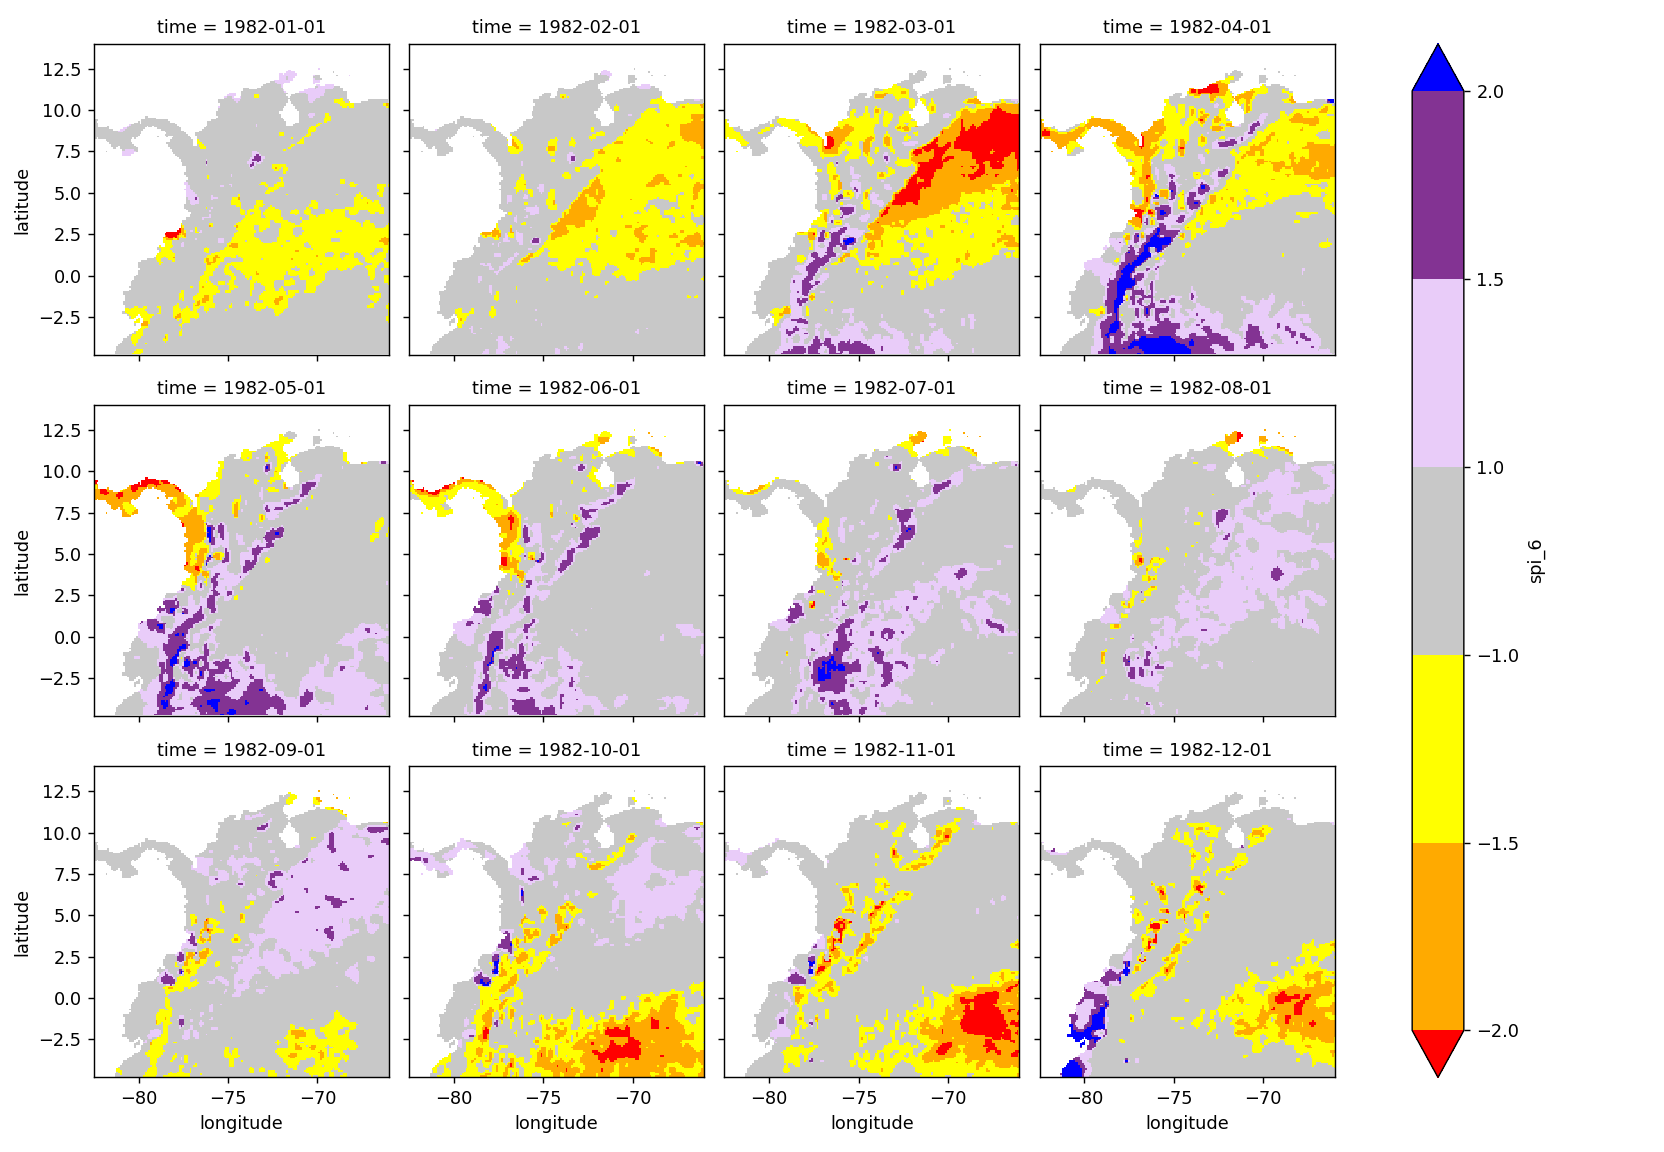 time = 1982-01-01
time = 1982-02-01
time = 1982-03-01
time = 1982-04-01
12.5
10.0
7.5
5.0
2.5
0.0
−2.5
latitude
time = 1982-05-01
time = 1982-06-01
time = 1982-07-01
time = 1982-08-01
12.5
10.0
7.5
5.0
2.5
0.0
−2.5
latitude
time = 1982-09-01
time = 1982-10-01
time = 1982-11-01
time = 1982-12-01
12.5
10.0
7.5
5.0
2.5
0.0
−2.5
latitude
−80 −75 −70
−80 −75 −70
−80 −75 −70
−80 −75 −70
longitude
longitude
longitude
longitude
2.0
1.5
1.0
−1.0
−1.5
−2.0
spi_6